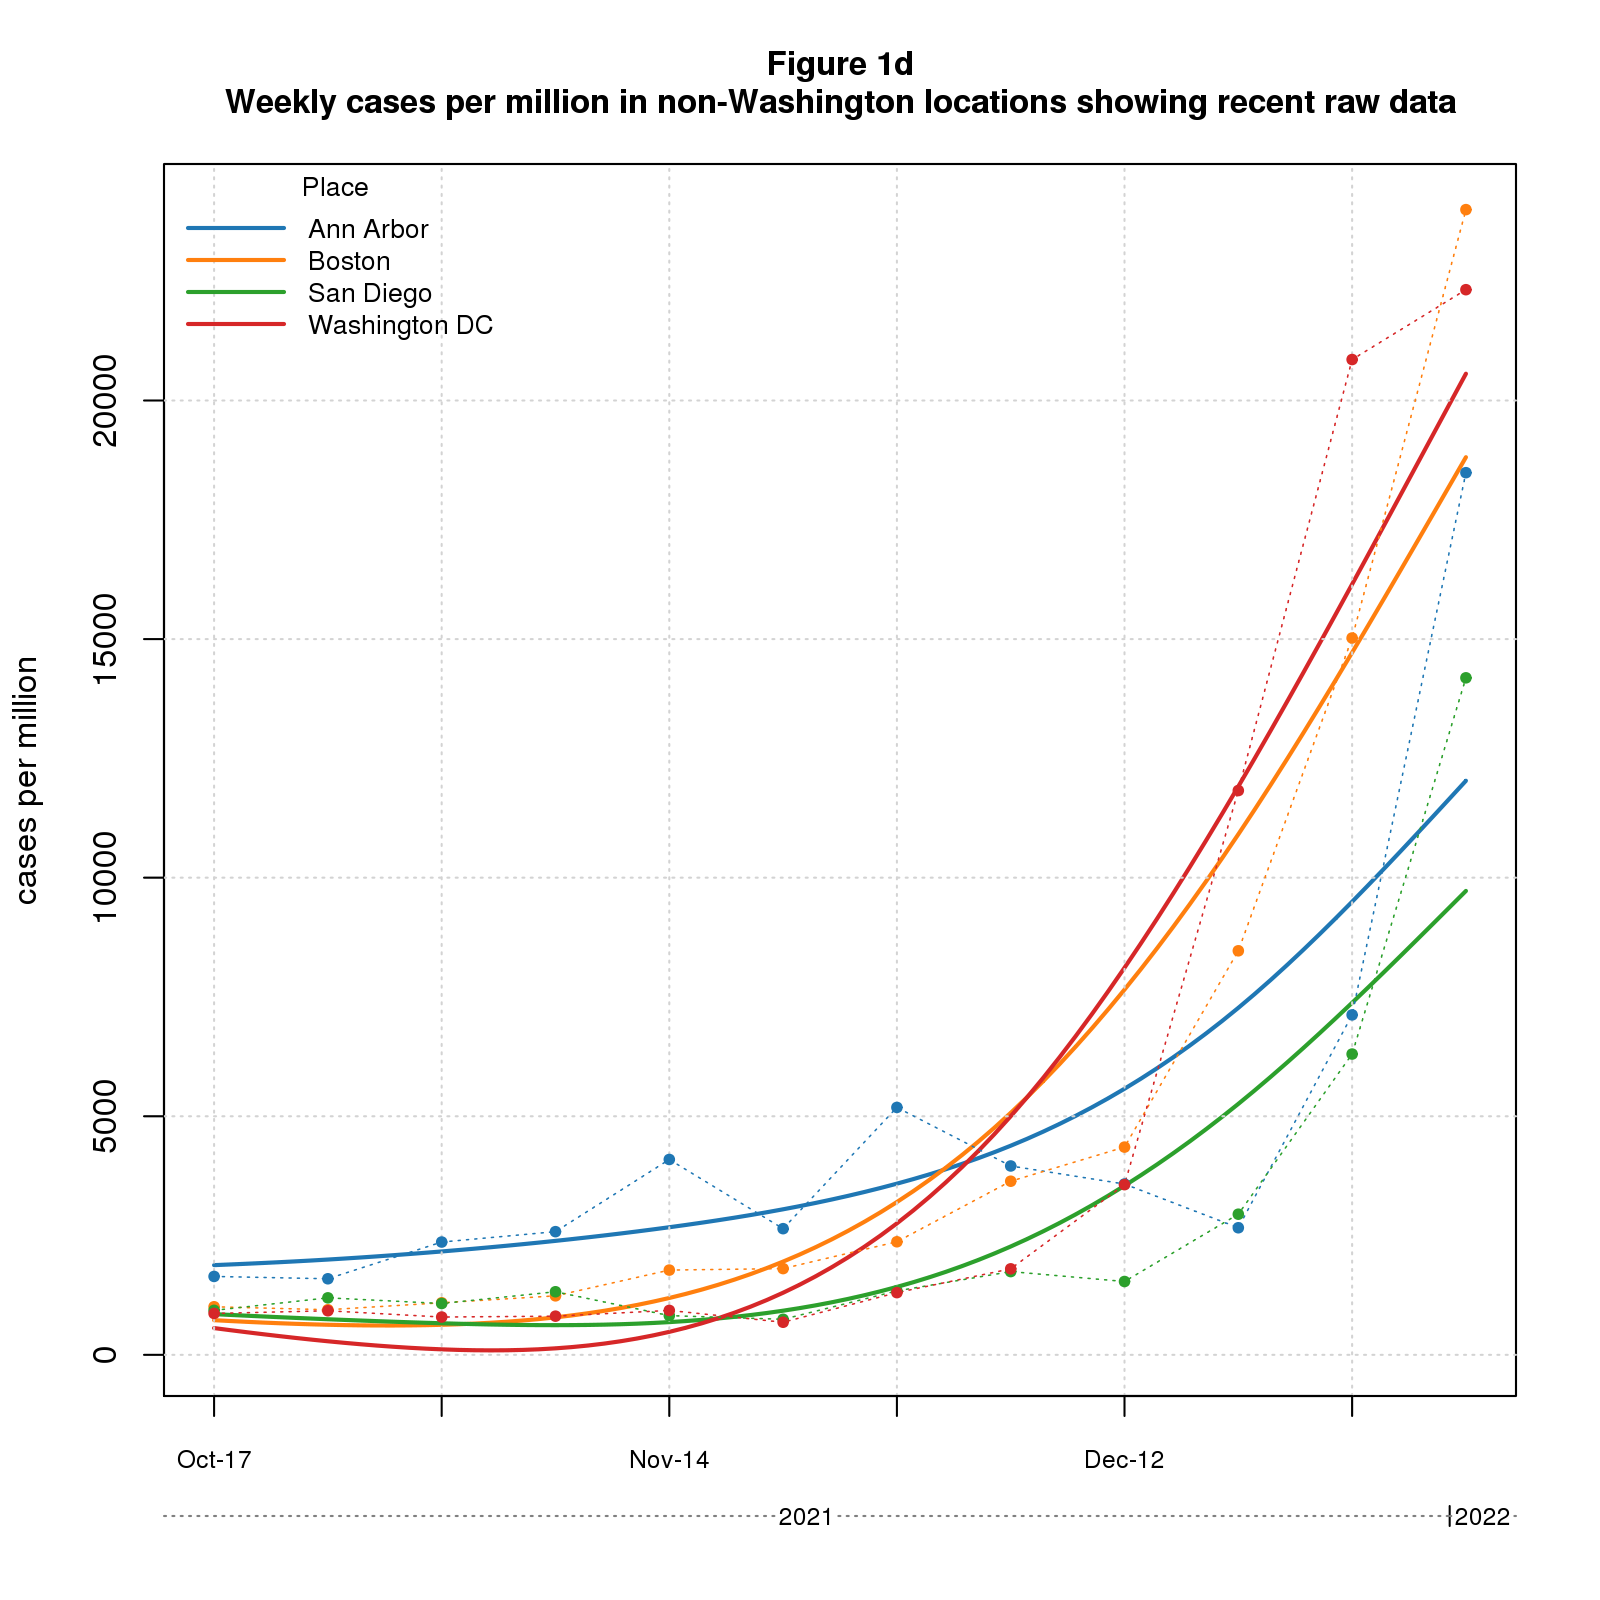 Figure 1d
Weekly cases per million in non-Washington locations showing recent raw data
Place
Ann Arbor
Boston
San Diego
Washington DC
cases per million
20000
15000
10000
5000
0
Oct-17
Nov-14
Dec-12
2021
2022